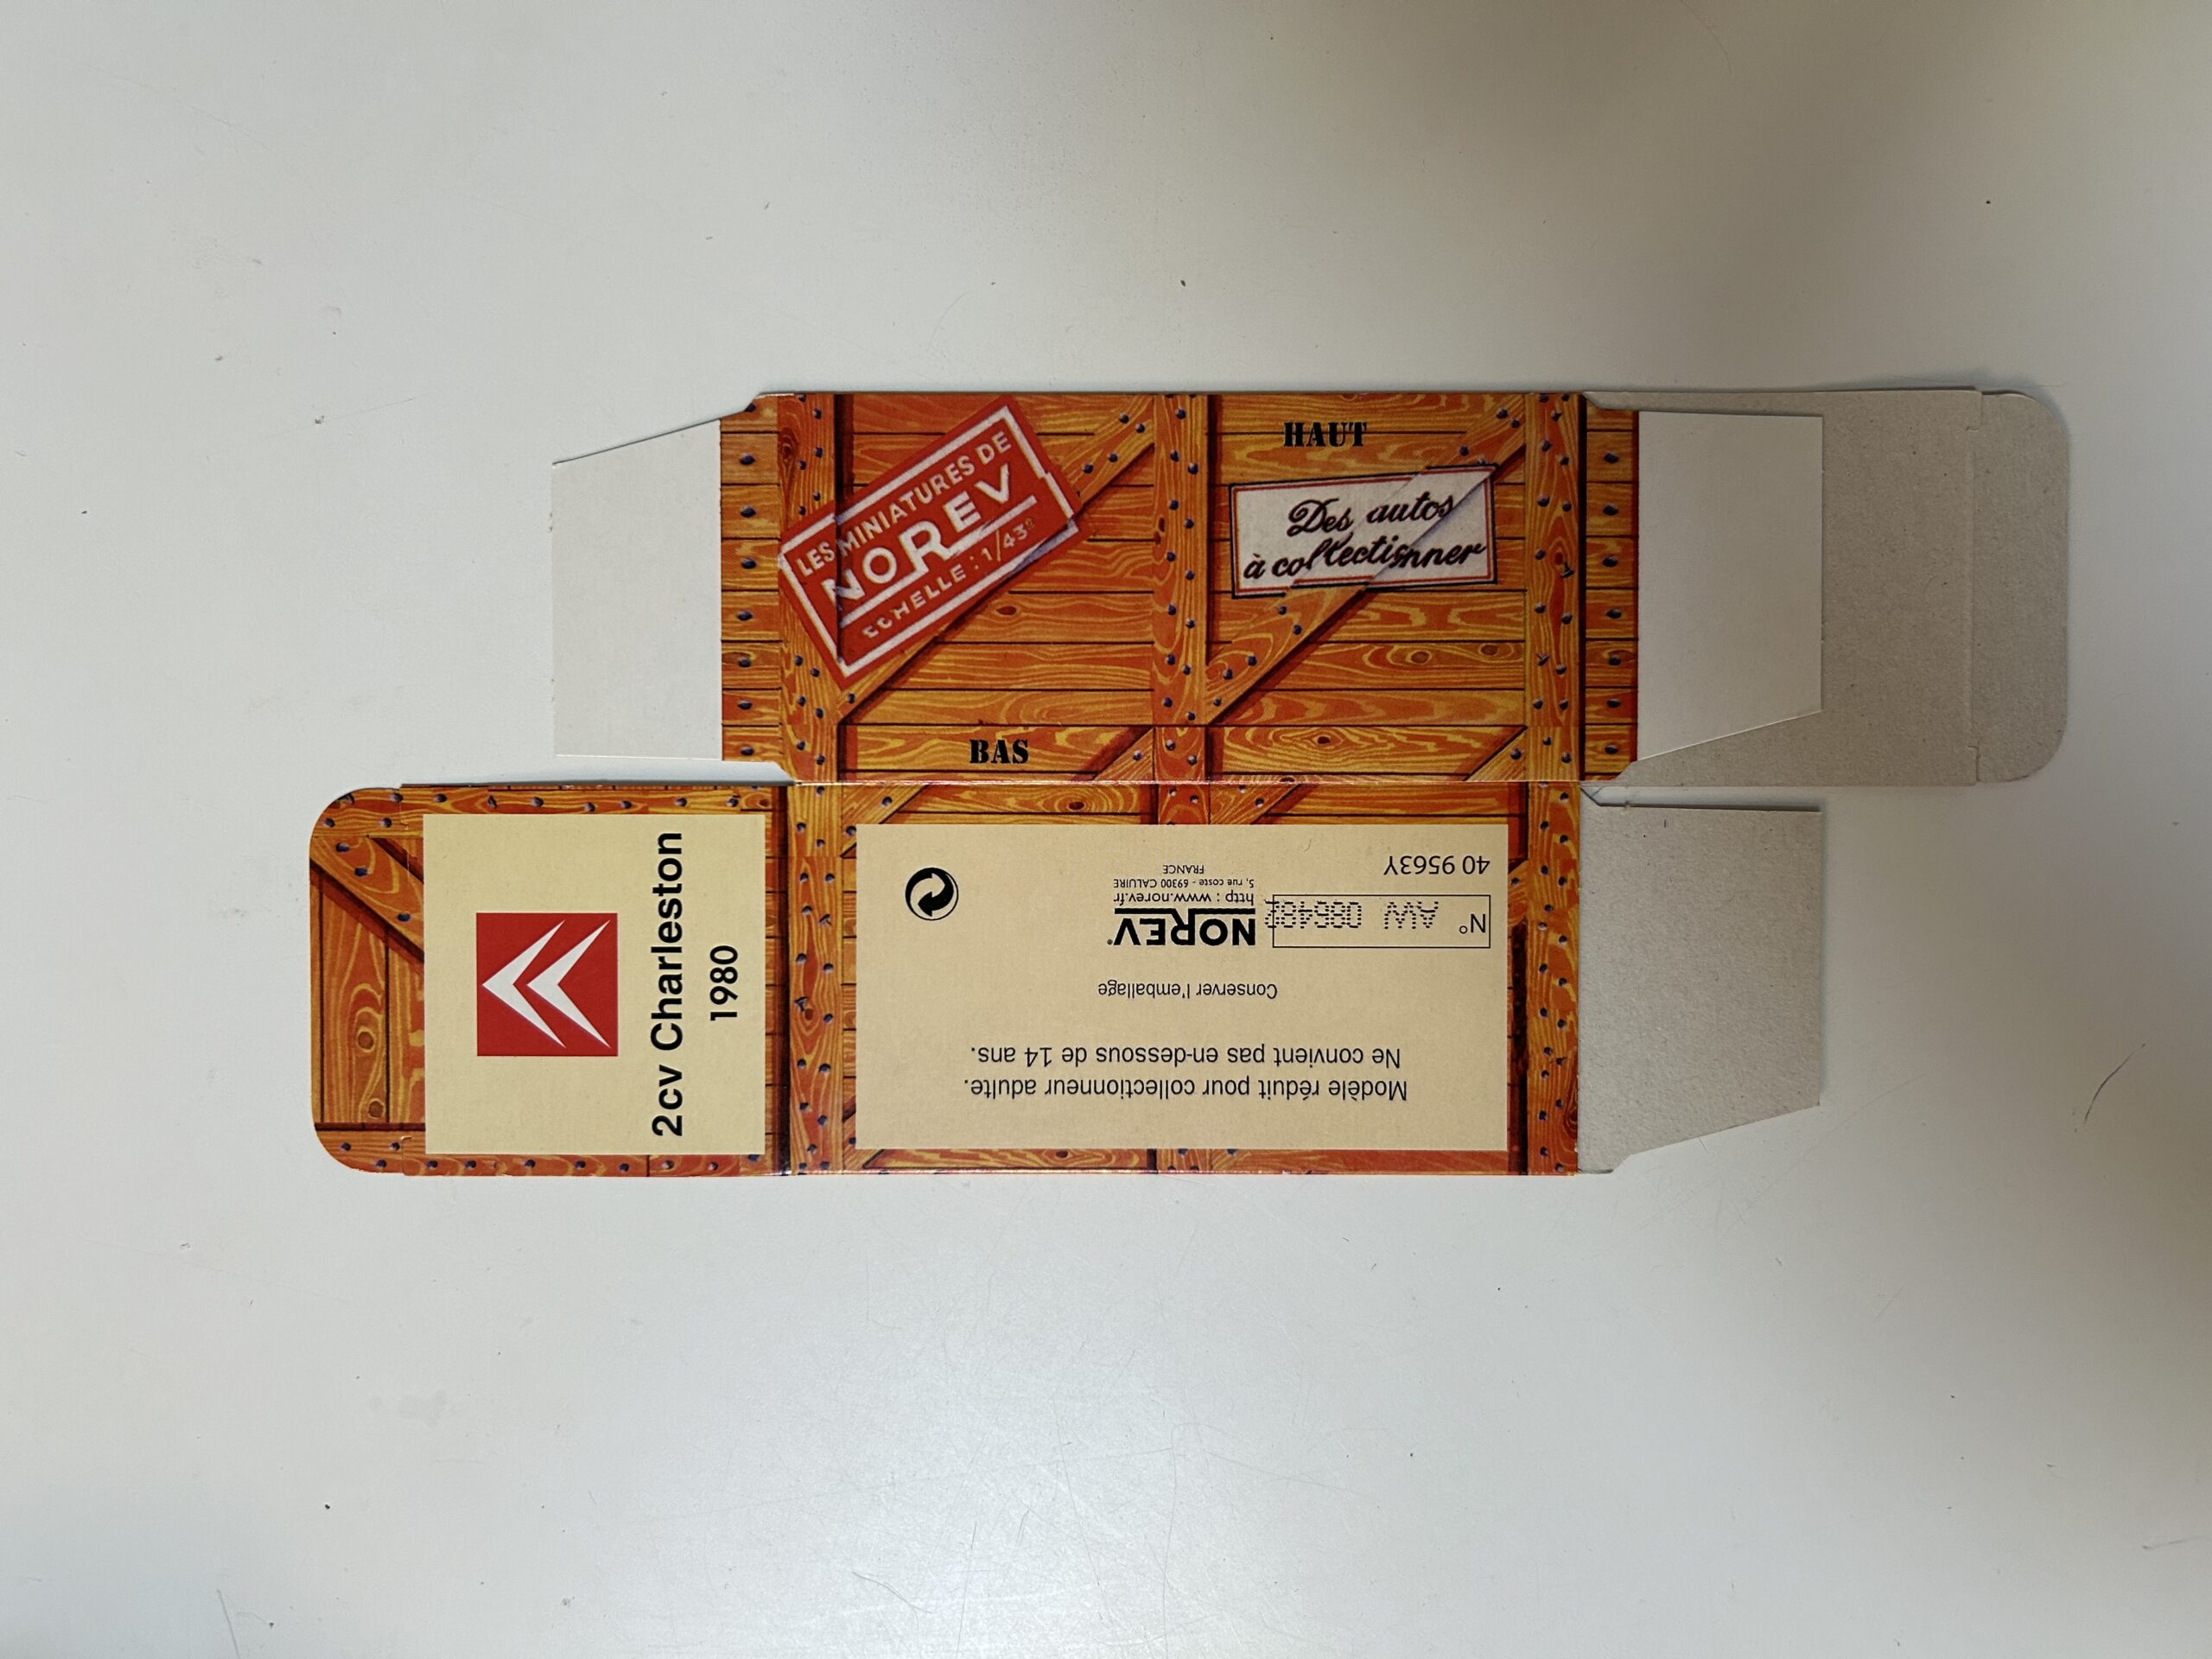 LES MINIATURES DE
NOREV
ECHELLE : 1/43e
HAUT
Des autos
à collectionner
BAS
2cv Charleston
1980
Modèle réduit pour collectionneur adulte.
Ne convient pas en-dessous de 14 ans.
Conserver l'emballage
N° AW
NOREV®
http : www.norev.fr
5, rue coste - 69300 CALUIRE
FRANCE
40 9563Y